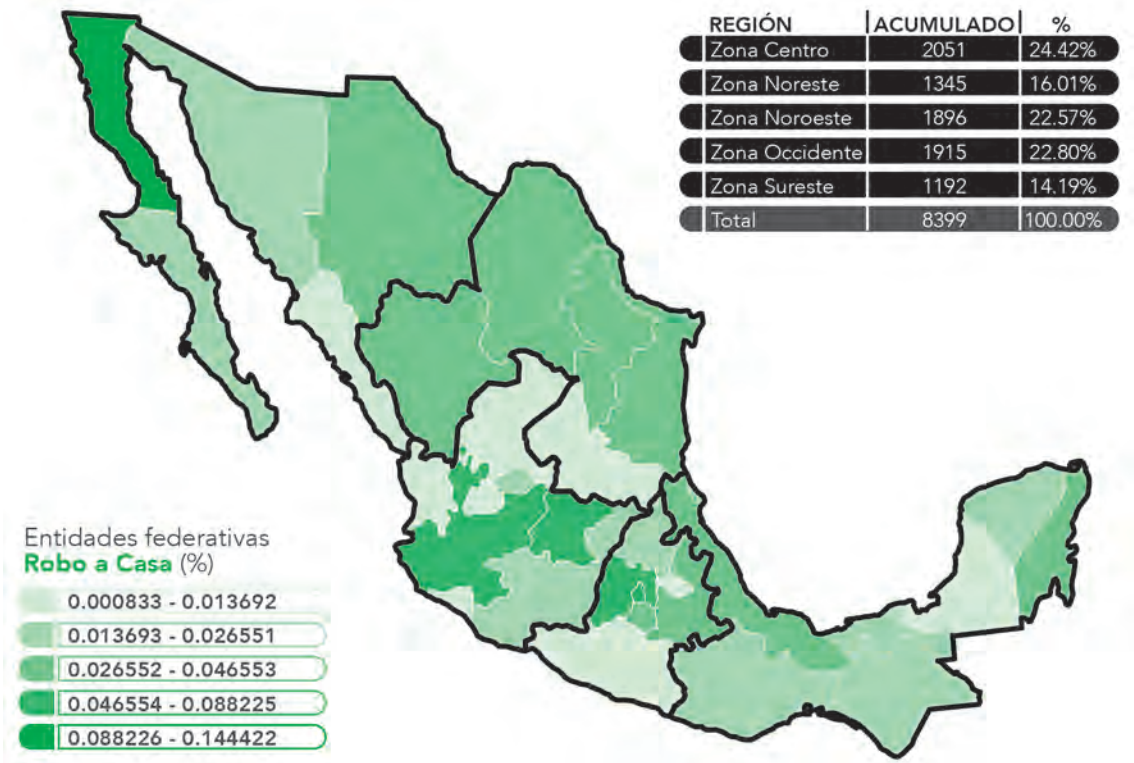 REGIÓN ACUMULADO %
Zona Centro 2051 24.42%
Zona Noreste 1345 16.01%
Zona Noroeste 1896 22.57%
Zona Occidente 1915 22.80%
Zona Sureste 1192 14.19%
Total 8399 100.00%
Entidades federativas
Robo a Casa (%)
0.000833 - 0.013692
0.013693 - 0.026551
0.026552 - 0.046553
0.046554 - 0.088225
0.088226 - 0.144422